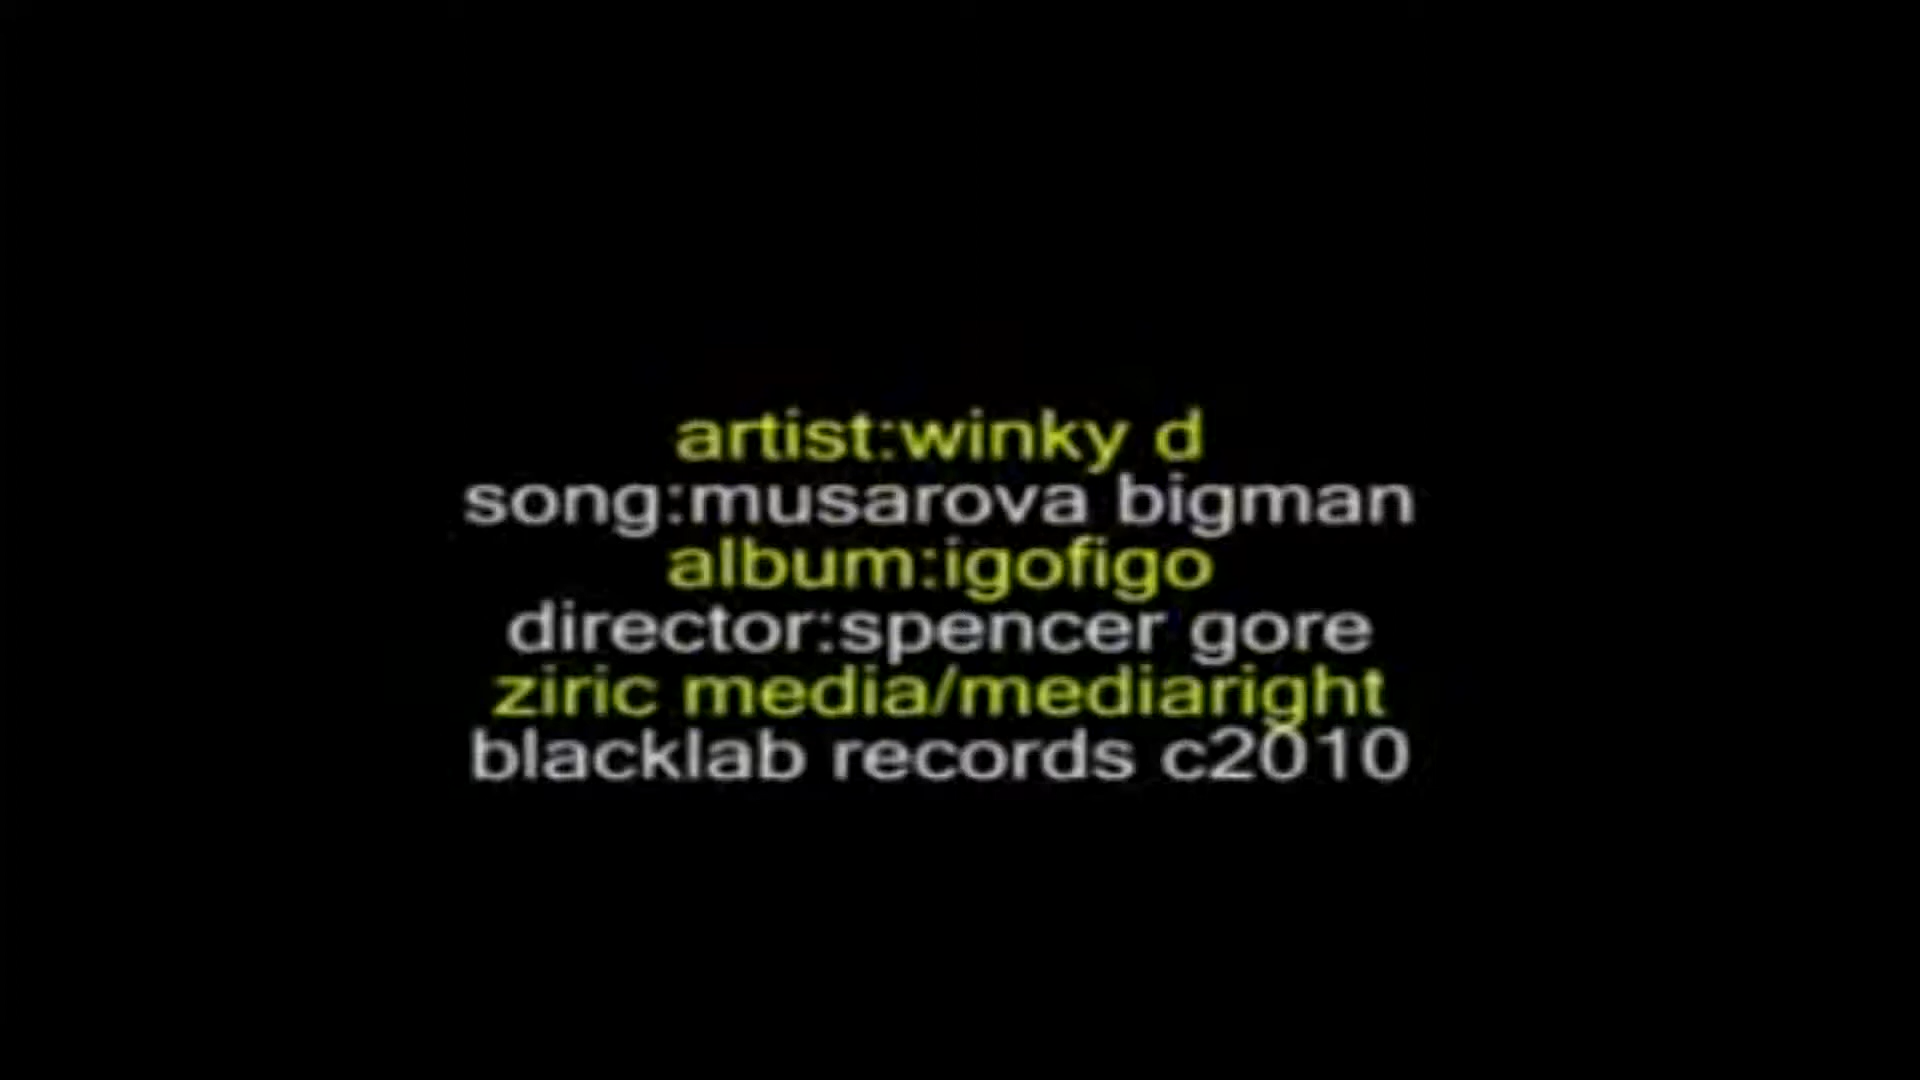 artist:winky d
song:musarova bigman
album:igofigo
director:spencer gore
ziric media/mediaright
blacklab records c2010